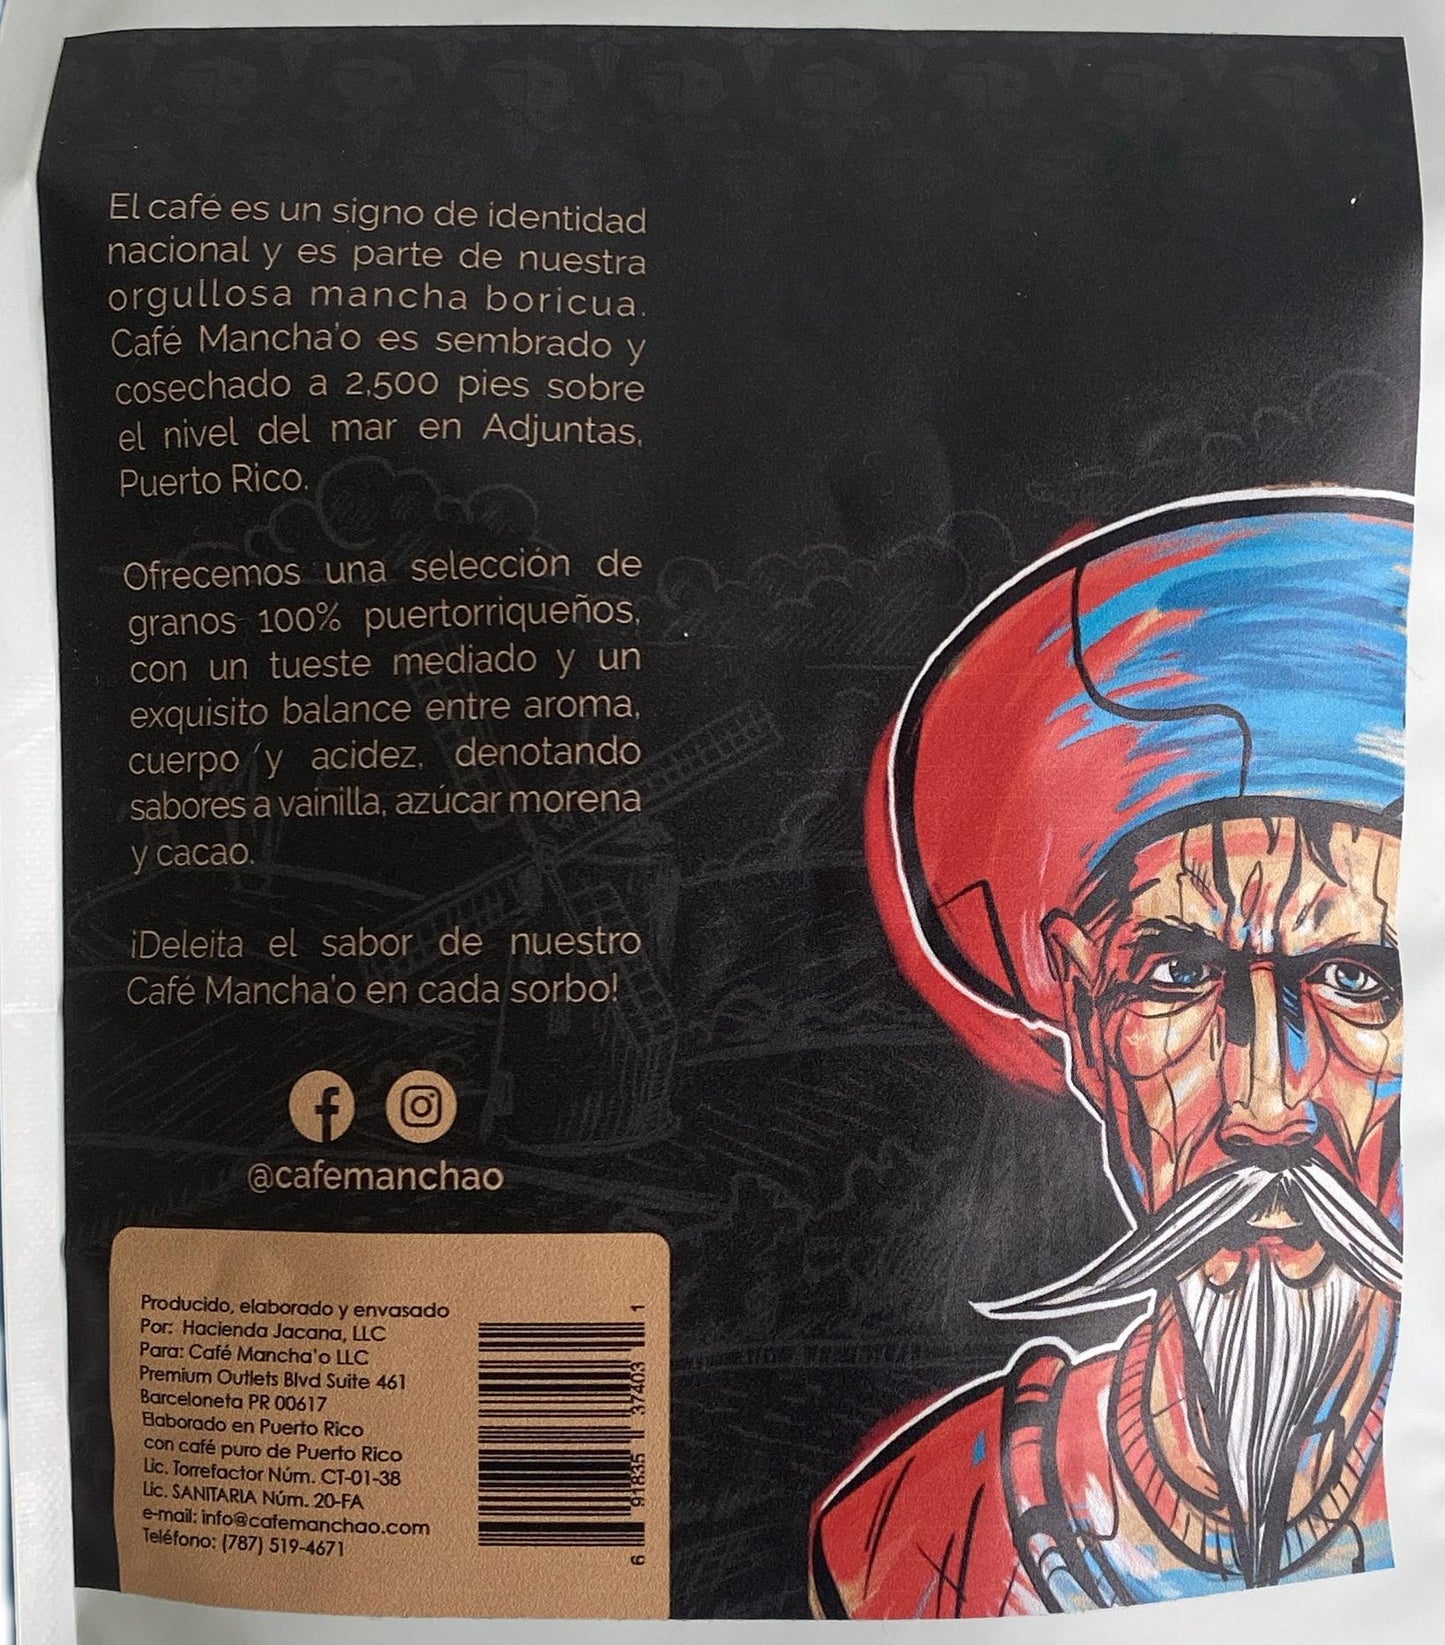 El café es un signo de identidad
nacional y es parte de nuestra
orgullosa mancha boricua.
Café Mancha'o es sembrado y
cosechado a 2,500 pies sobre
el nivel del mar en Adjuntas,
Puerto Rico.
Ofrecemos una selección de
granos 100% puertorriqueños,
con un tueste mediado y un
exquisito balance entre aroma,
cuerpo y acidez, denotando
sabores a vainilla, azúcar morena
y cacao.
¡Deleita el sabor de nuestro
Café Mancha'o en cada sorbo!
@cafemanchao
Producido, elaborado y envasado
Por: Hacienda Jacana, LLC
Para: Café Mancha'o LLC
Premium Outlets Blvd Suite 461
Barceloneta PR 00617
Elaborado en Puerto Rico
con café puro de Puerto Rico
Lic. Torrefactor Núm. CT-01-38
Lic. SANITARIA Núm. 20-FA
e-mail: info@cafemanchao.com
Teléfono: (787) 519-4671
6 91835 37403 1